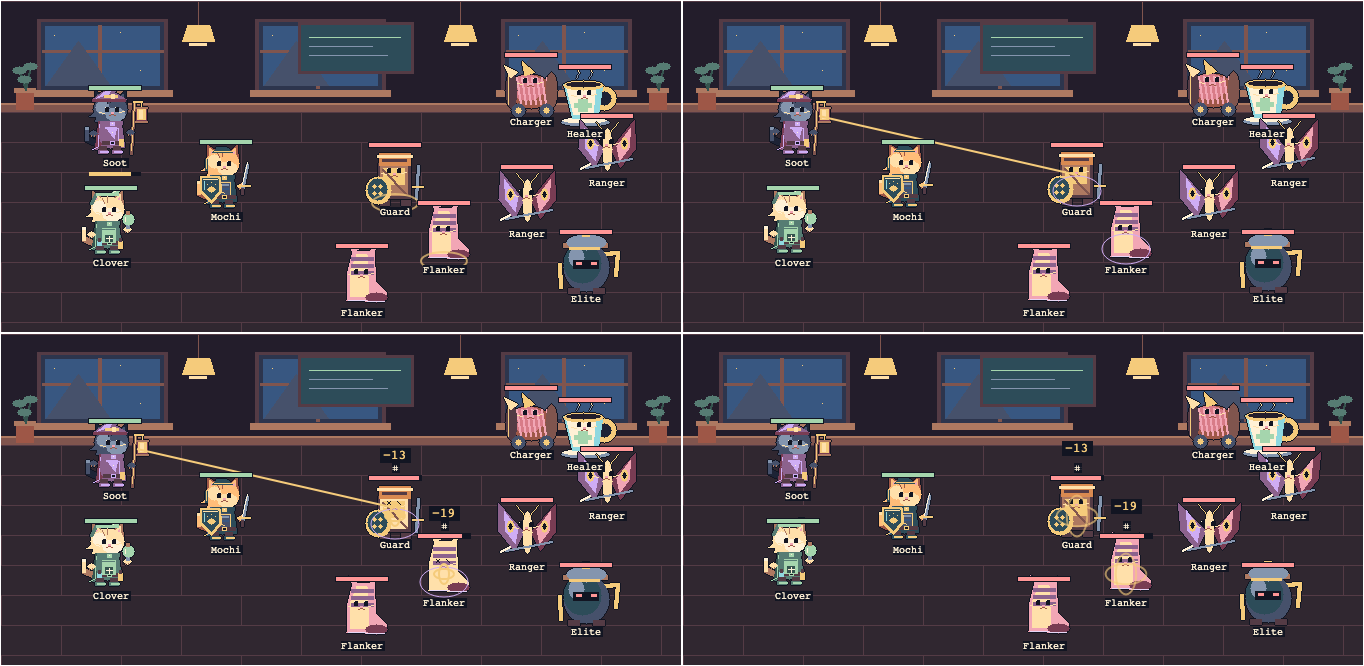 Charger
Healer
Soot
Ranger
Mochi
Guard
Ranger
Clover
Flanker
Elite
Flanker
Charger
Healer
Soot
Ranger
Mochi
Guard
Ranger
Clover
Flanker
Elite
Flanker
Charger
-13
#
Healer
Soot
-19
#
Ranger
Mochi
Guard
Ranger
Clover
Flanker
Elite
Flanker
-13
Charger
#
Healer
Soot
-19
#
Ranger
Mochi
Guard
Ranger
Clover
Flanker
Elite
Flanker